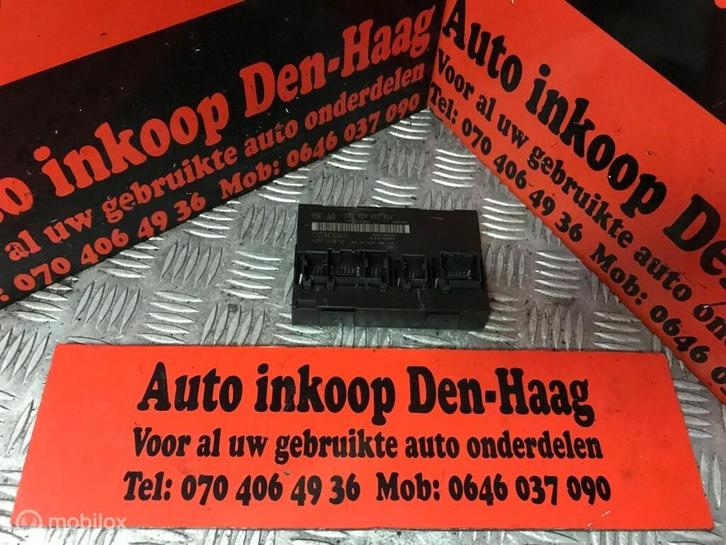 Auto inkoop Den-Haag
Voor al uw gebruikte auto onderdelen
Tel: 070 406 49 36 Mob: 0646 037 090
inkoop Den-Haag
al uw gebruikte auto onderdelen
070 406 49 36 Mob: 0646 037 090
Auto inkoop Den-
Voor al uw gebruikte auto
Tel: 070 406 49 36 Mob: 0646
mobilox